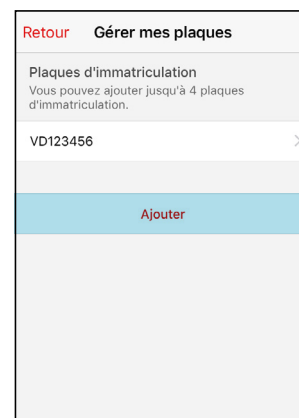 Retour Gérer mes plaques
Plaques d'immatriculation
Vous pouvez ajouter jusqu'à 4 plaques
d'immatriculation.
VD123456
Ajouter